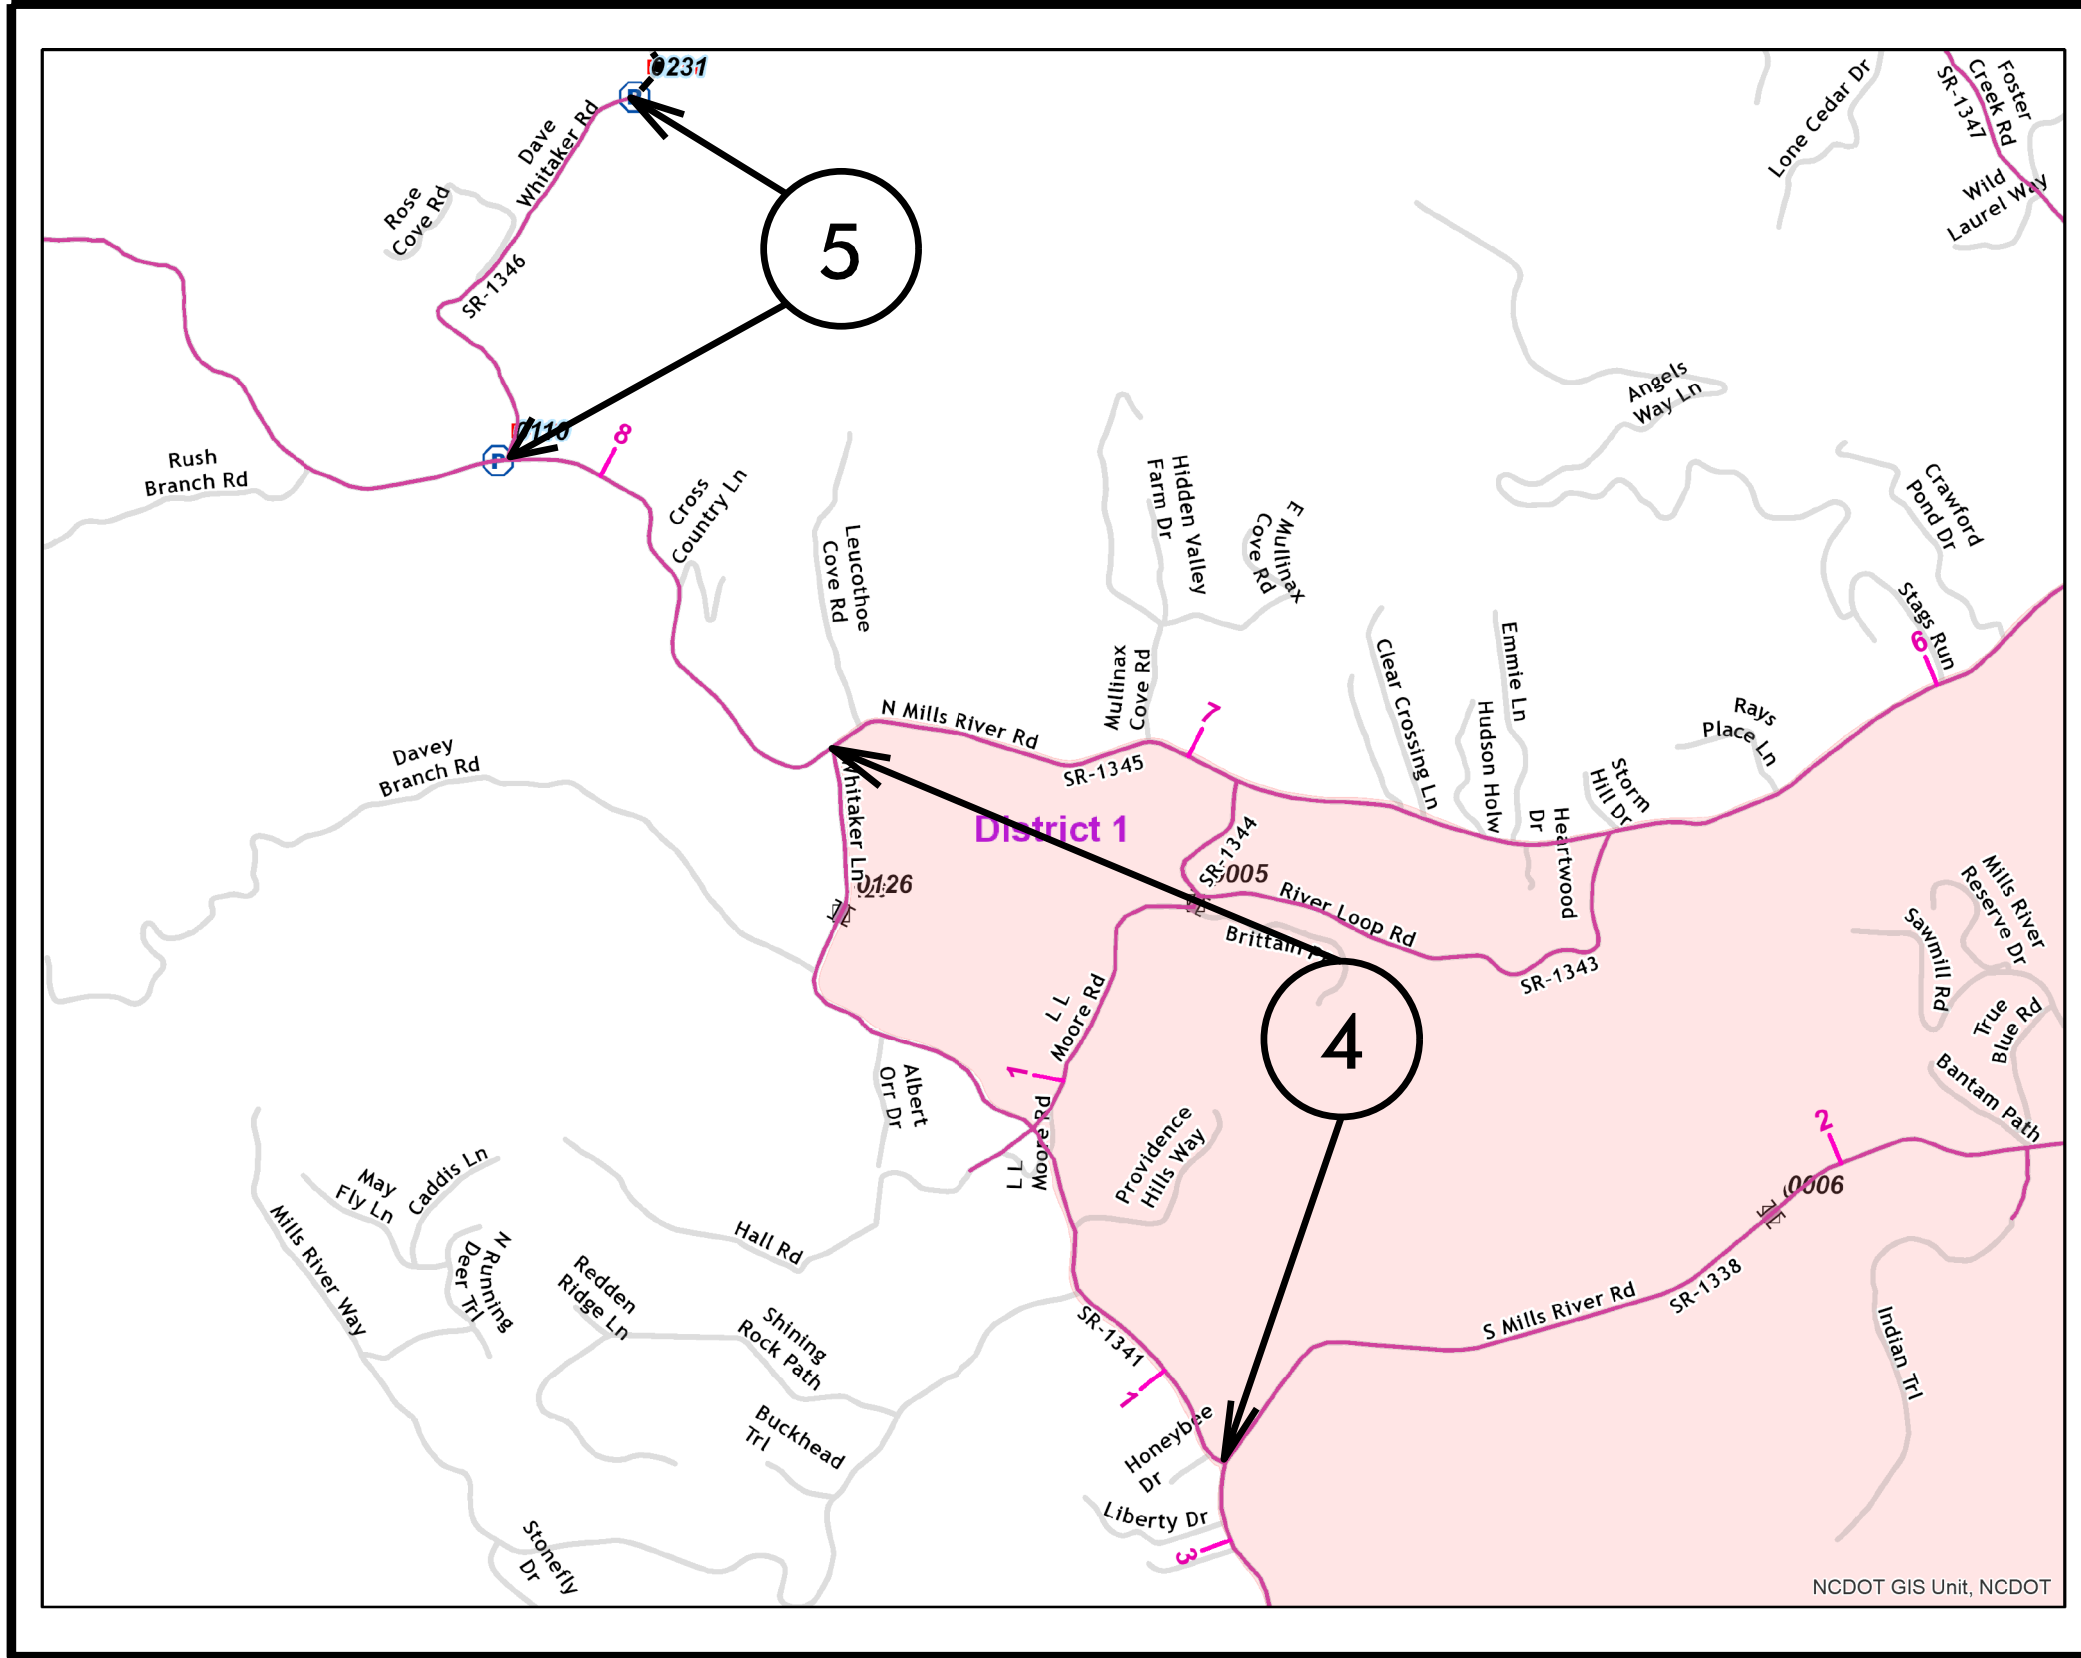 0231
Dave
Whitaker Rd
Rose
Cove Rd
SR-1346
5
Lone Cedar Dr
Foster
Creek Rd
SR-1347
Wild
Laurel Way
0110
8
Rush
Branch Rd
Cross
Country Ln
Leucothoe
Cove Rd
Hidden Valley
Farm Dr
E Mullinax
Cove Rd
Angels
Way Ln
Crawford
Pond Dr
Stags Run
6
Mullinax
Cove Rd
Clear Crossing Ln
Emmie Ln
Hudson Holw
Rays
Place Ln
N Mills River Rd
7
SR-1345
Davey
Branch Rd
Whitaker Ln
District 1
Storm
Hill Dr
Heartwood
Dr
SR-1344
0126
0005
River Loop Rd
Brittain
SR-1343
Mills River
Reserve Dr
Sawmill Rd
True
Blue Rd
Bantam Path
L L
Moore Rd
4
1
Albert
Orr Dr
L L
Moore Rd
Providence
Hills Way
2
0006
May
Fly Ln
Caddis Ln
Mills River Way
N Running
Deer Trl
Hall Rd
Redden
Ridge Ln
Shining
Rock Path
SR-1341
1
S Mills River Rd
SR-1338
Indian Trl
Buckhead
Trl
Honeybee
Dr
Liberty Dr
3
Stonefly
Dr
NCDOT GIS Unit, NCDOT